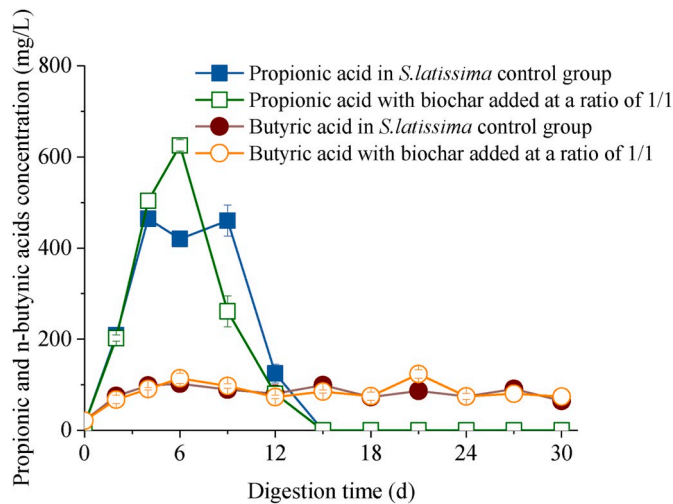 Propionic and n-butynic acids concentration (mg/L)
800
600
400
200
0
Propionic acid in S.latissima control group
Propionic acid with biochar added at a ratio of 1/1
Butyric acid in S.latissima control group
Butyric acid with biochar added at a ratio of 1/1
0 6 12 18 24 30
Digestion time (d)